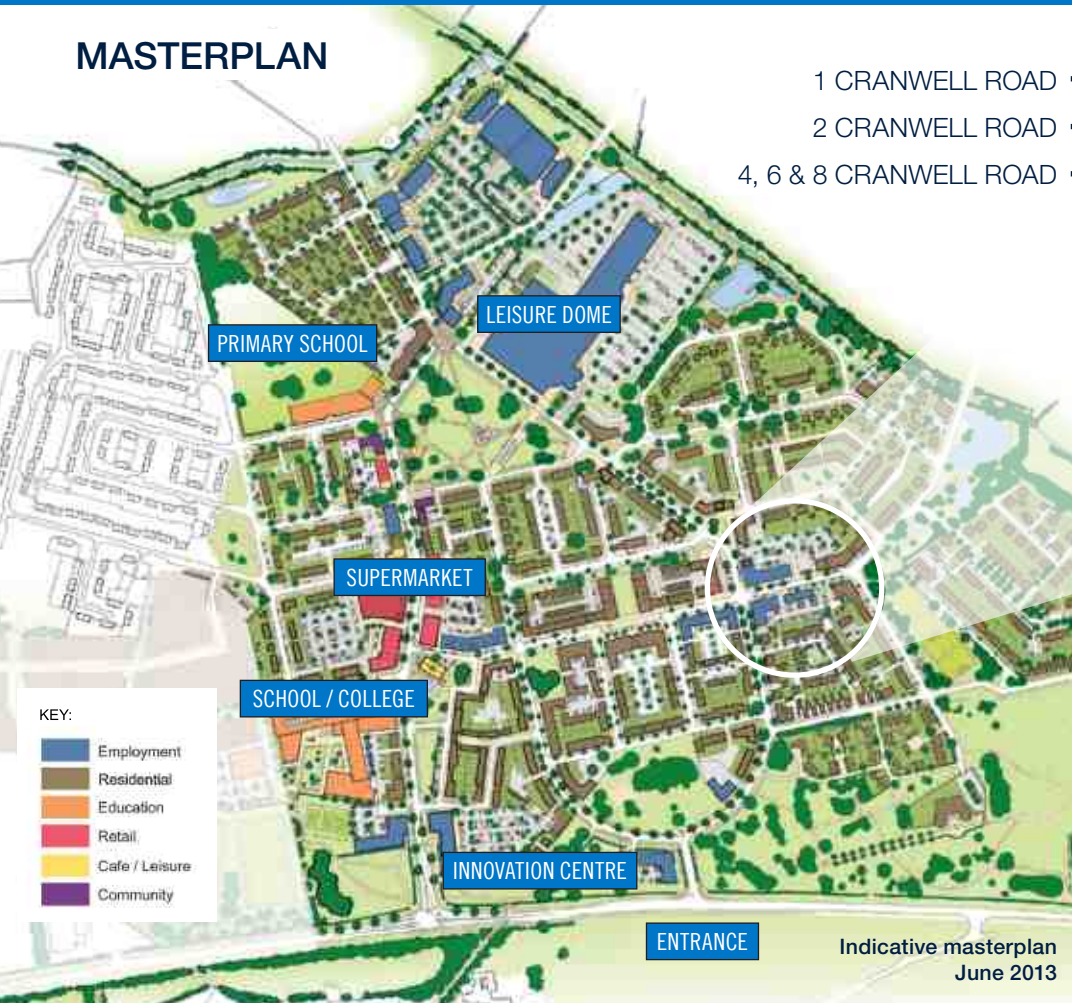 MASTERPLAN
1 CRANWELL ROAD
2 CRANWELL ROAD
4, 6 & 8 CRANWELL ROAD
LEISURE DOME
PRIMARY SCHOOL
SUPERMARKET
SCHOOL / COLLEGE
KEY:
Employment
Residential
Education
Retail
Cafe / Leisure
Community
INNOVATION CENTRE
ENTRANCE
Indicative masterplan
June 2013